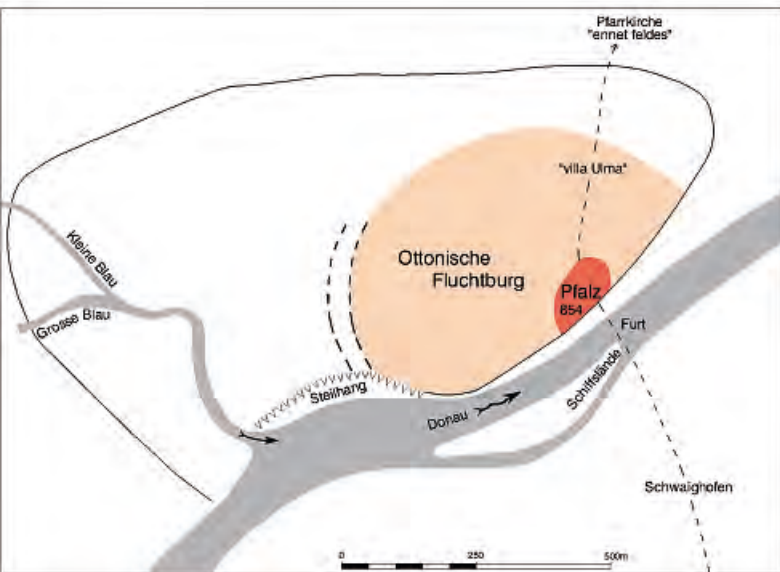 Pfarrkirche
"ennet feldes"
"villa Ulma"
Kleine Blau
Grosse Blau
Ottonische
Fluchtburg
Pfalz
854
Furt
Schiffslände
Steilhang
Donau
Schwaighofen
0 250 500m